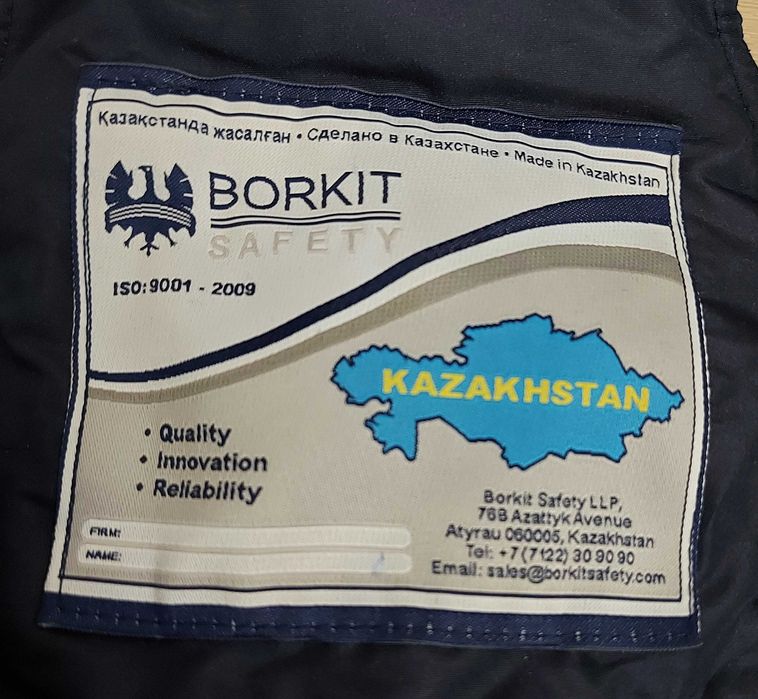 Қазақстанда жасалған • Сделано в Казахстане • Made in Kazakhstan
BORKIT
SAFETY
ISO:9001 - 2009
KAZAKHSTAN
• Quality
• Innovation
• Reliability
FIRM:
NAME:
Borkit Safety LLP,
76B Azattyk Avenue
Atyrau 060005, Kazakhstan
Tel: +7 (7122) 30 90 90
Email: sales@borkitsafety.com